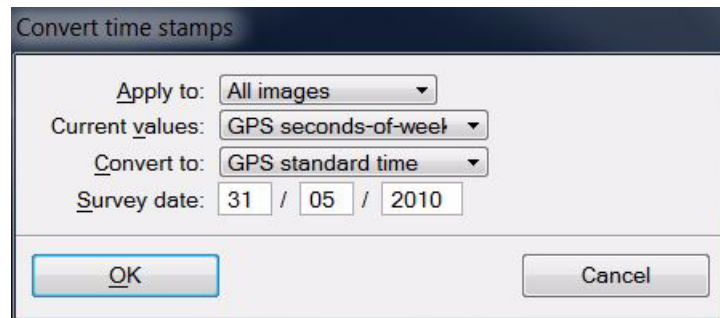 Convert time stamps
Apply to: All images
Current values: GPS seconds-of-week
Convert to: GPS standard time
Survey date: 31 / 05 / 2010
OK Cancel